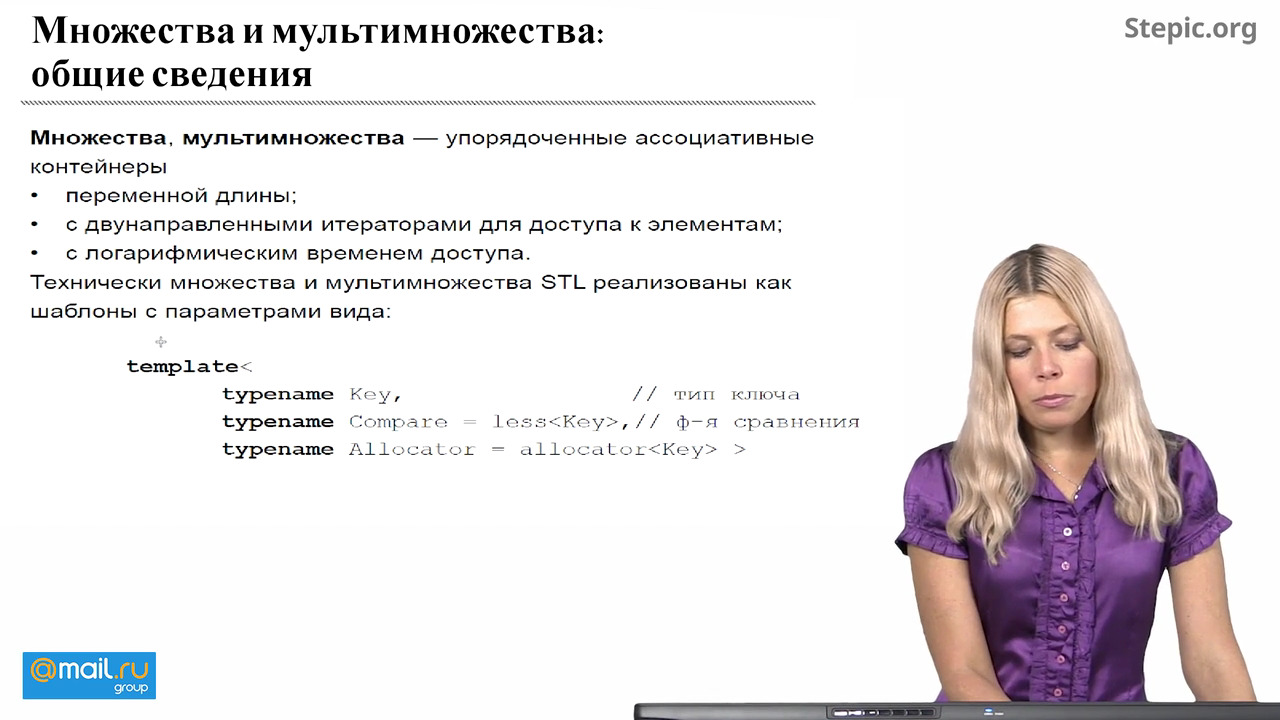 Множества и мультимножества:
общие сведения
Stepic.org
Множества, мультимножества — упорядоченные ассоциативные
контейнеры
• переменной длины;
• с двунаправленными итераторами для доступа к элементам;
• с логарифмическим временем доступа.
Технически множества и мультимножества STL реализованы как
шаблоны с параметрами вида:
template<
typename Key, // тип ключа
typename Compare = less<Key>,// ф-я сравнения
typename Allocator = allocator<Key> >
@mail.ru
group